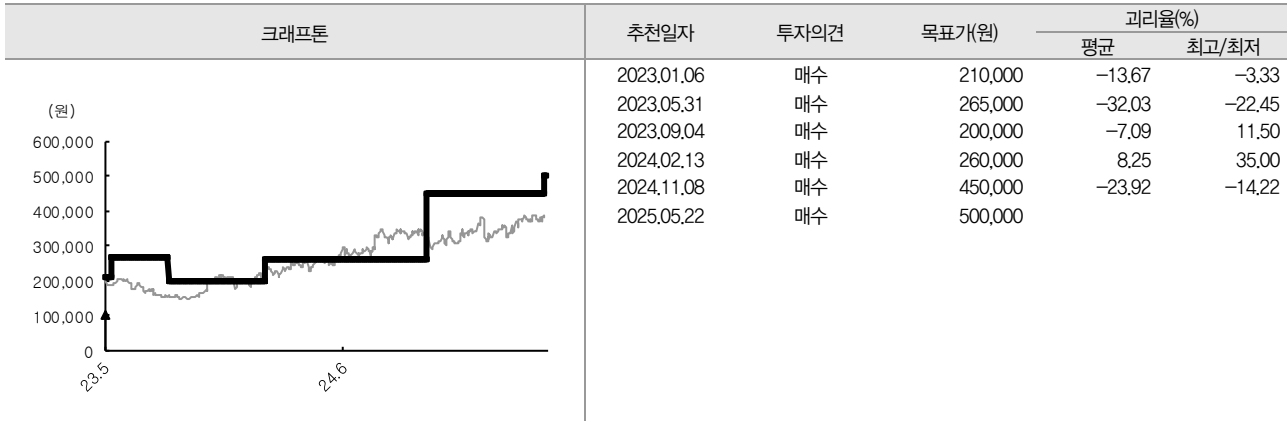 크래프톤
추천일자 투자의견 목표가(원) 괴리율(%)
평균 최고/최저
2023.01.06 매수 210,000 -13.67 -3.33
2023.05.31 매수 265,000 -32.03 -22.45
2023.09.04 매수 200,000 -7.09 11.50
2024.02.13 매수 260,000 8.25 35.00
2024.11.08 매수 450,000 -23.92 -14.22
2025.05.22 매수 500,000
(원)
600,000
500,000
400,000
300,000
200,000
100,000
0
23.5
24.6